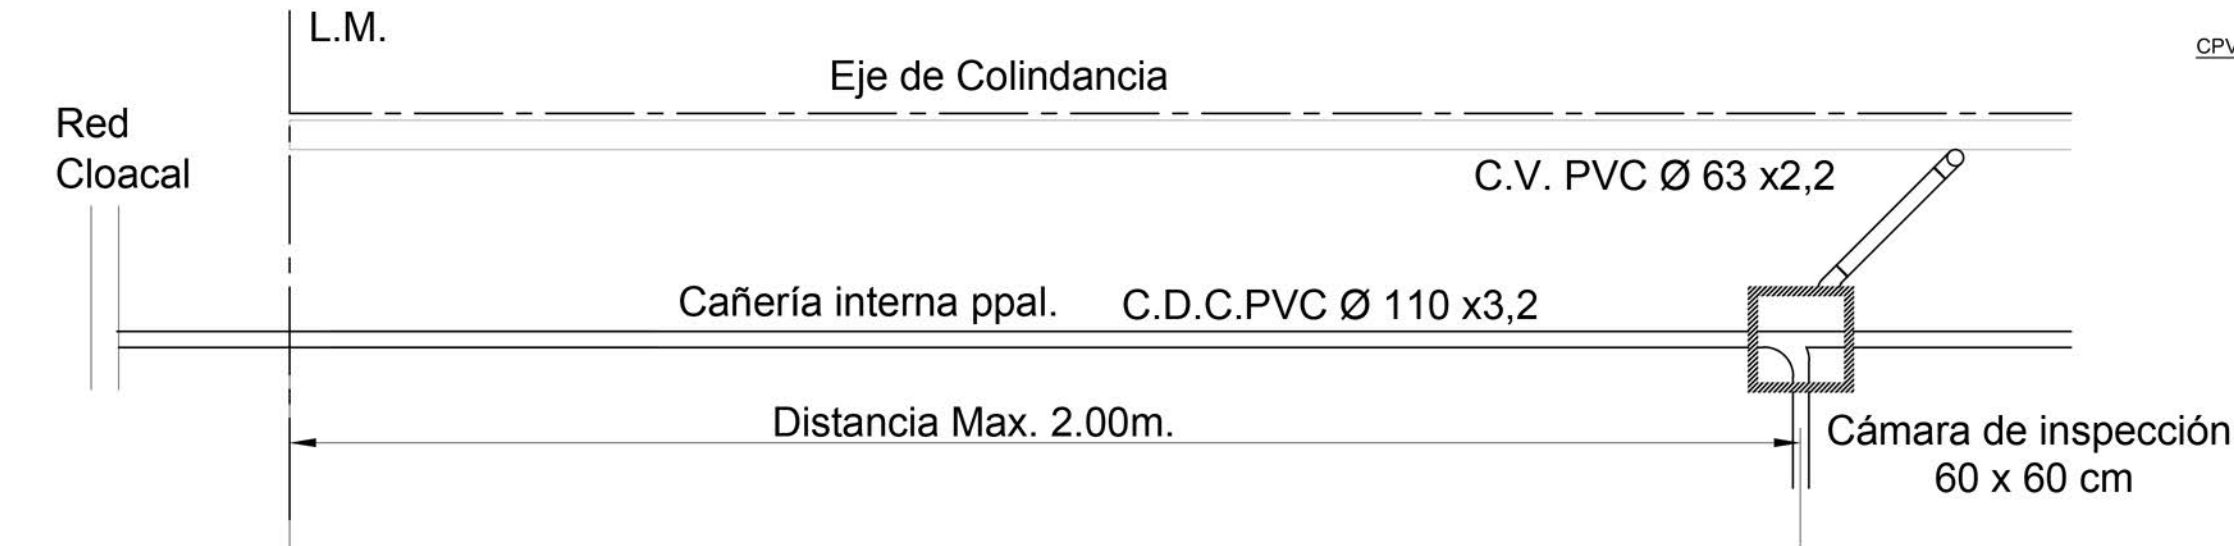 L.M.
Eje de Colindancia
CPV
Red
Cloacal
C.V. PVC Ø 63 x2,2
Cañería interna ppal.
C.D.C.PVC Ø 110 x3,2
Distancia Max. 2.00m.
Cámara de inspección
60 x 60 cm